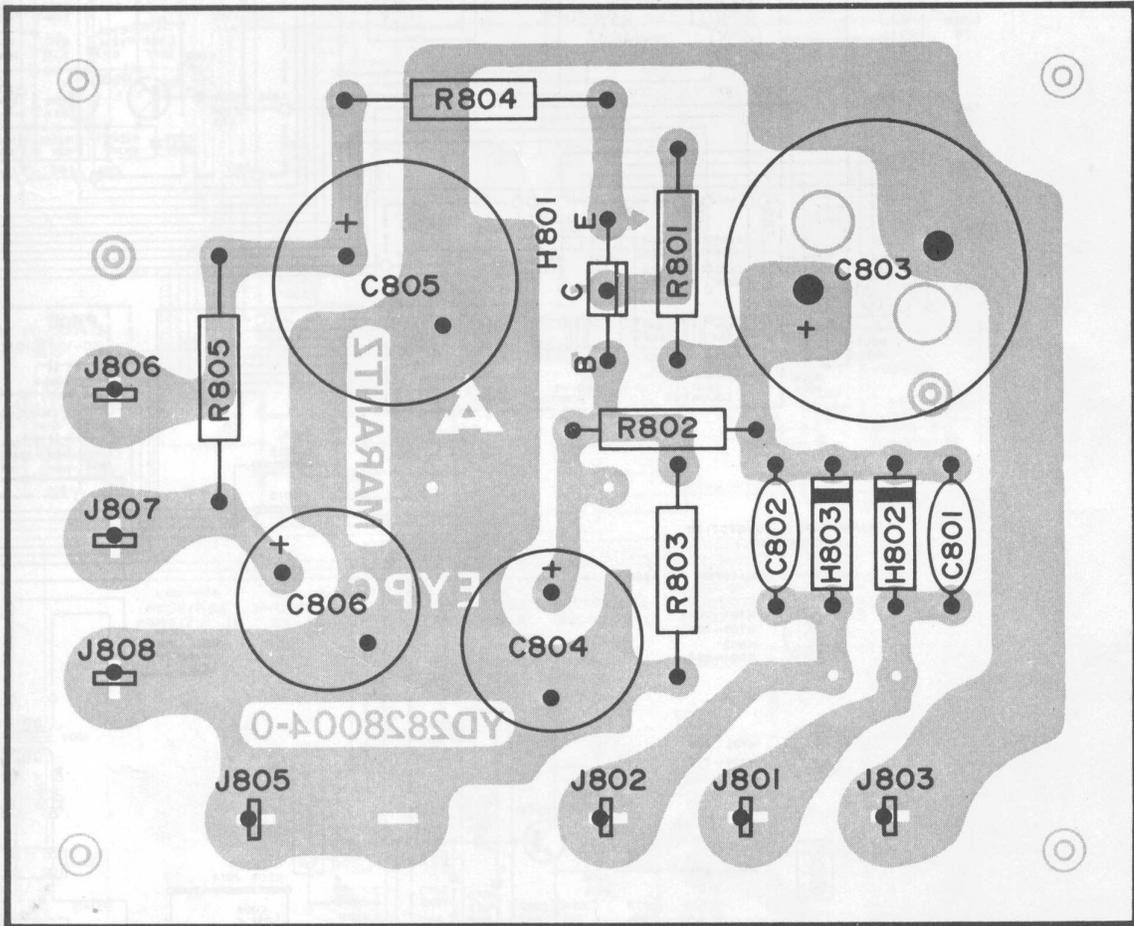 R804
H801
E
C
B
R801
C803
+
+
C805
J806
R805
MARANTZ
R802
J807
C802
H803
H802
C801
+
C806
EYPC
+
C804
R803
J808
YD2828004-0
J805
J802
J801
J803